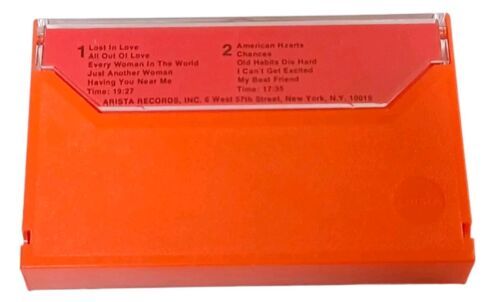 1 Lost In Love
All Out Of Love
Every Woman In The World
Just Another Woman
Having You Near Me
Time: 19:27
2 American Hearts
Chances
Old Habits Die Hard
I Can't Get Excited
My Best Friend
Time: 17:35
ARISTA RECORDS, INC. 6 West 57th Street, New York, N.Y. 10019